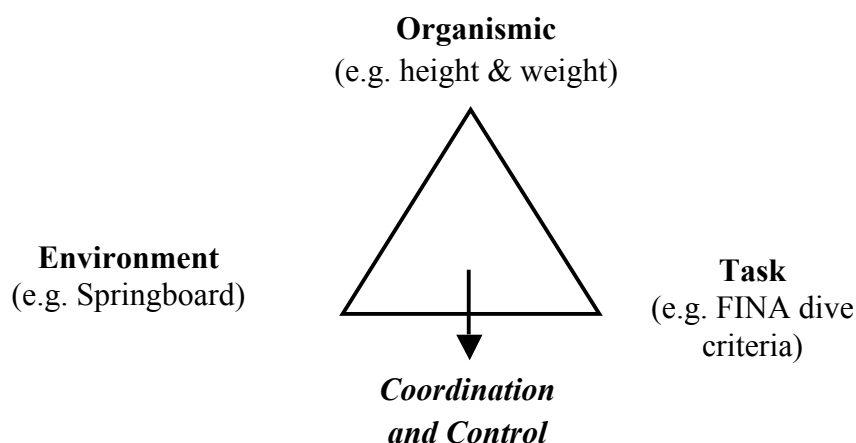 Organismic
(e.g. height & weight)
Environment
(e.g. Springboard)
Task
(e.g. FINA dive
criteria)
Coordination
and Control